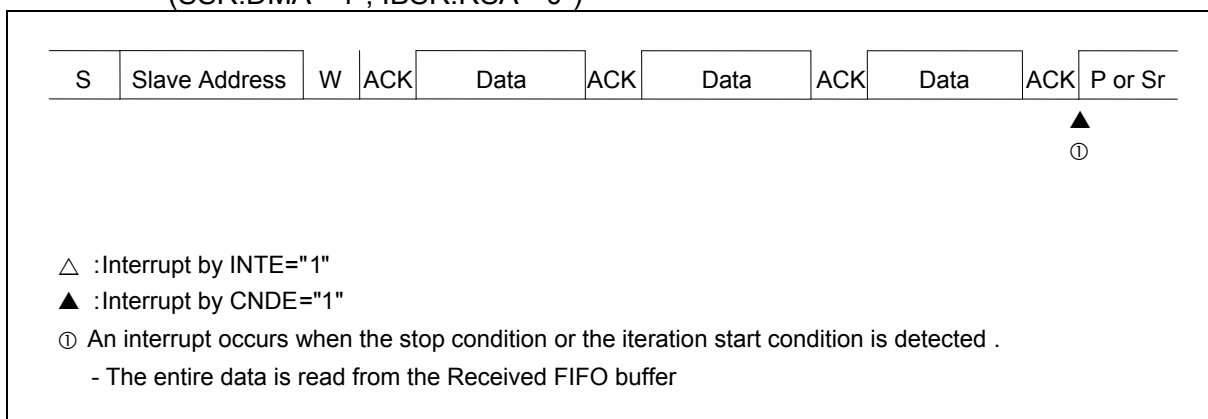 S Slave Address W ACK Data ACK Data ACK Data ACK P or Sr
▲
①
△ :Interrupt by INTE="1"
▲ :Interrupt by CNDE="1"
① An interrupt occurs when the stop condition or the iteration start condition is detected .
- The entire data is read from the Received FIFO buffer